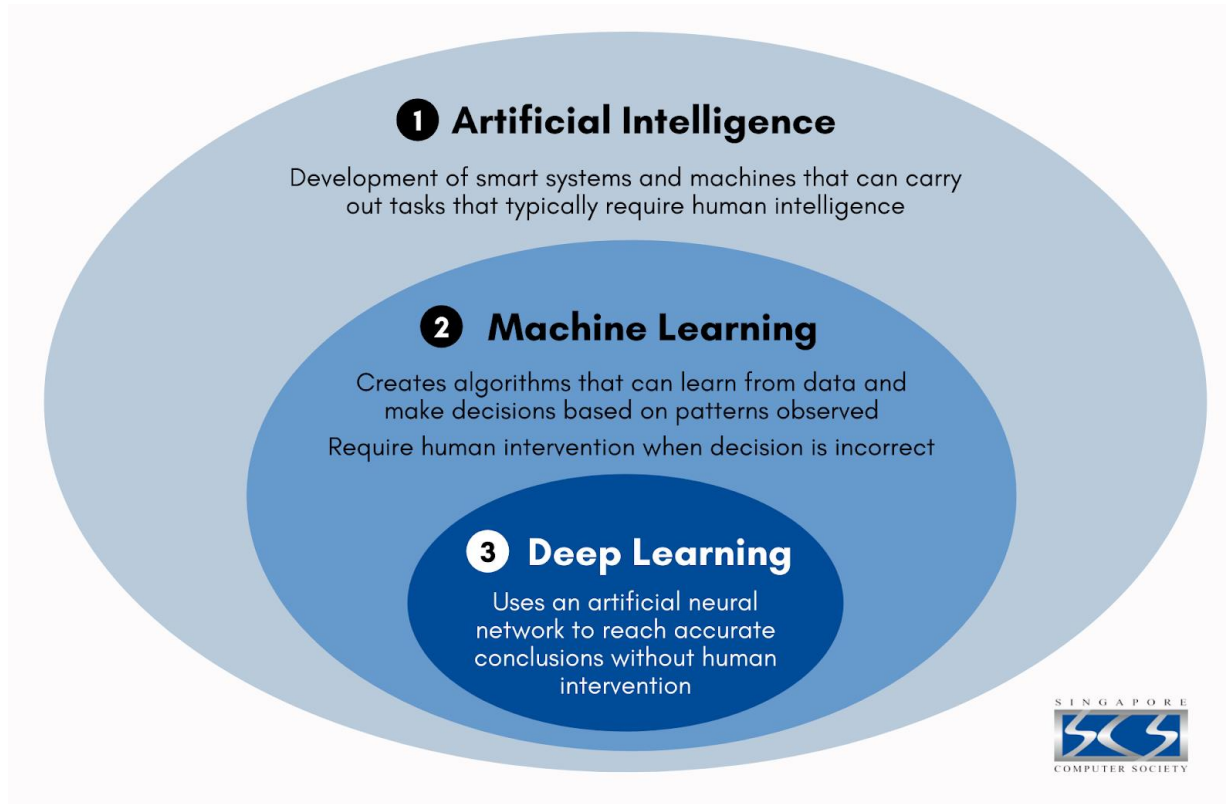 1 Artificial Intelligence
Development of smart systems and machines that can carry
out tasks that typically require human intelligence
2 Machine Learning
Creates algorithms that can learn from data and
make decisions based on patterns observed
Require human intervention when decision is incorrect
3 Deep Learning
Uses an artificial neural
network to reach accurate
conclusions without human
intervention
SINGAPORE
SCS
COMPUTER SOCIETY